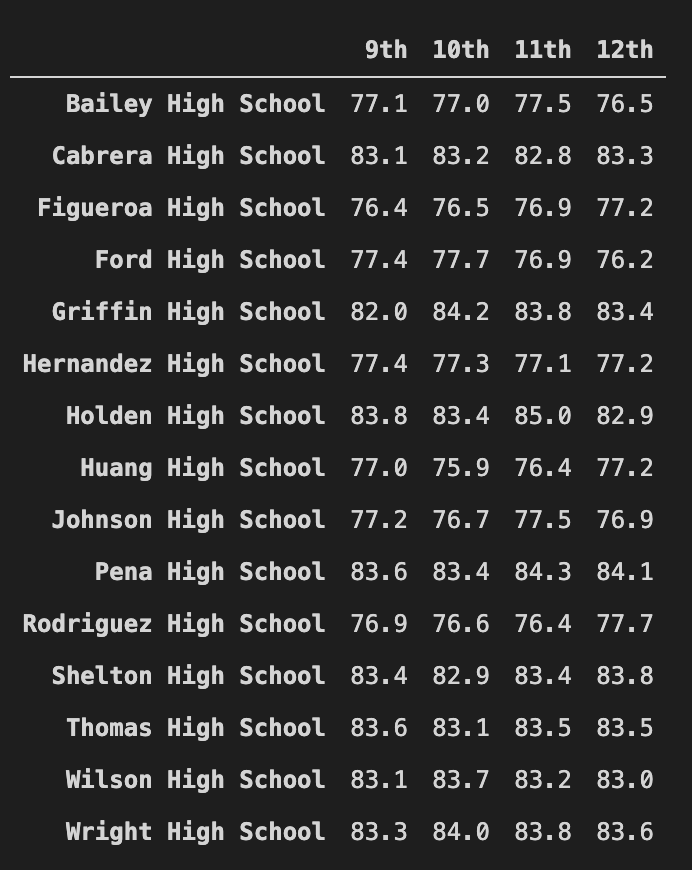 9th 10th 11th 12th
Bailey High School 77.1 77.0 77.5 76.5
Cabrera High School 83.1 83.2 82.8 83.3
Figueroa High School 76.4 76.5 76.9 77.2
Ford High School 77.4 77.7 76.9 76.2
Griffin High School 82.0 84.2 83.8 83.4
Hernandez High School 77.4 77.3 77.1 77.2
Holden High School 83.8 83.4 85.0 82.9
Huang High School 77.0 75.9 76.4 77.2
Johnson High School 77.2 76.7 77.5 76.9
Pena High School 83.6 83.4 84.3 84.1
Rodriguez High School 76.9 76.6 76.4 77.7
Shelton High School 83.4 82.9 83.4 83.8
Thomas High School 83.6 83.1 83.5 83.5
Wilson High School 83.1 83.7 83.2 83.0
Wright High School 83.3 84.0 83.8 83.6